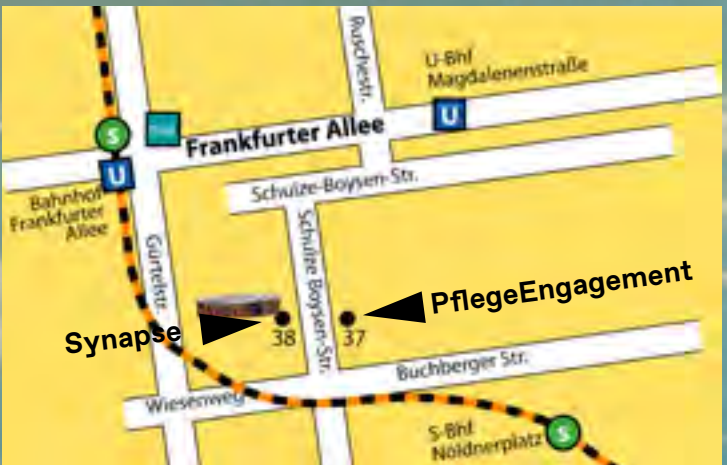 Ruschestr.
U-Bhf
Magdalenenstraße
S
U
U
Frankfurter Allee
Bahnhof
Frankfurter
Allee
Schulze-Boysen-Str.
Gürtelstr.
Schulze Boysen-Str.
PflegeEngagement
Synapse
38
37
Buchberger Str.
Wiesenweg
S-Bhf
Nöldnerplatz
S